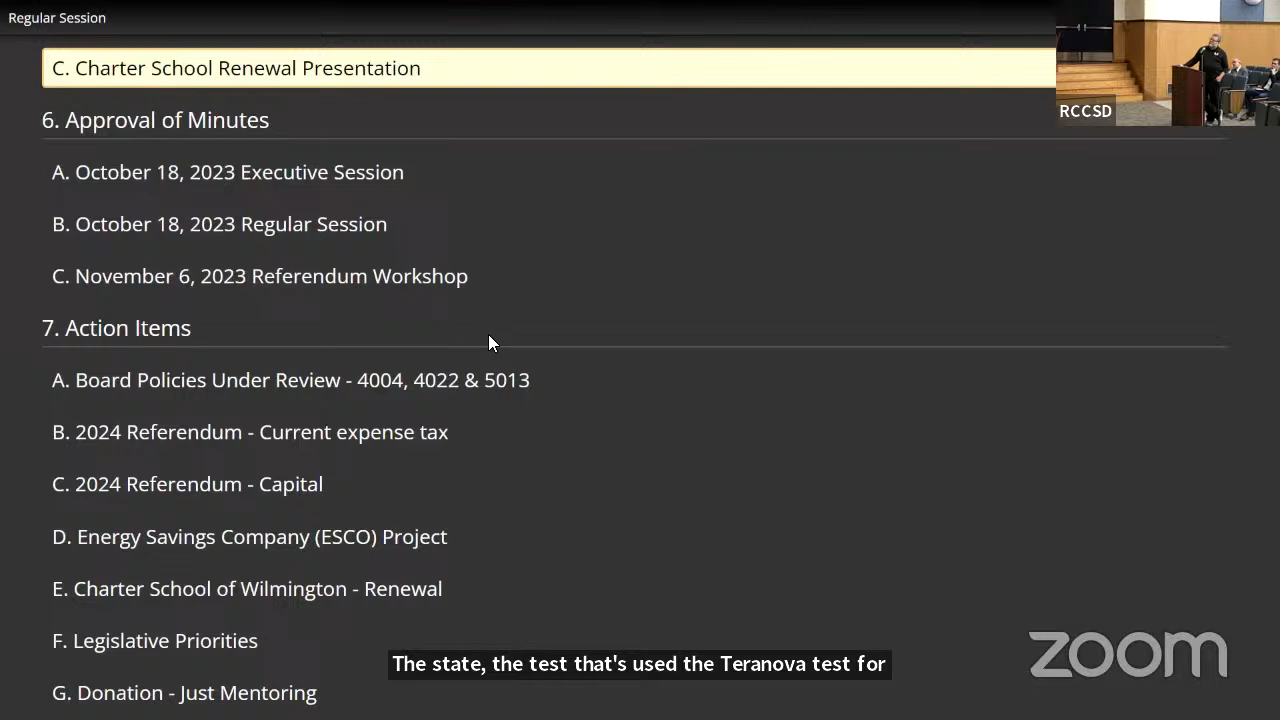 Regular Session
C. Charter School Renewal Presentation
RCCSD
6. Approval of Minutes
A. October 18, 2023 Executive Session
B. October 18, 2023 Regular Session
C. November 6, 2023 Referendum Workshop
7. Action Items
A. Board Policies Under Review - 4004, 4022 & 5013
B. 2024 Referendum - Current expense tax
C. 2024 Referendum - Capital
D. Energy Savings Company (ESCO) Project
E. Charter School of Wilmington - Renewal
F. Legislative Priorities
The state, the test that's used the Teranova test for
zoom
G. Donation - Just Mentoring